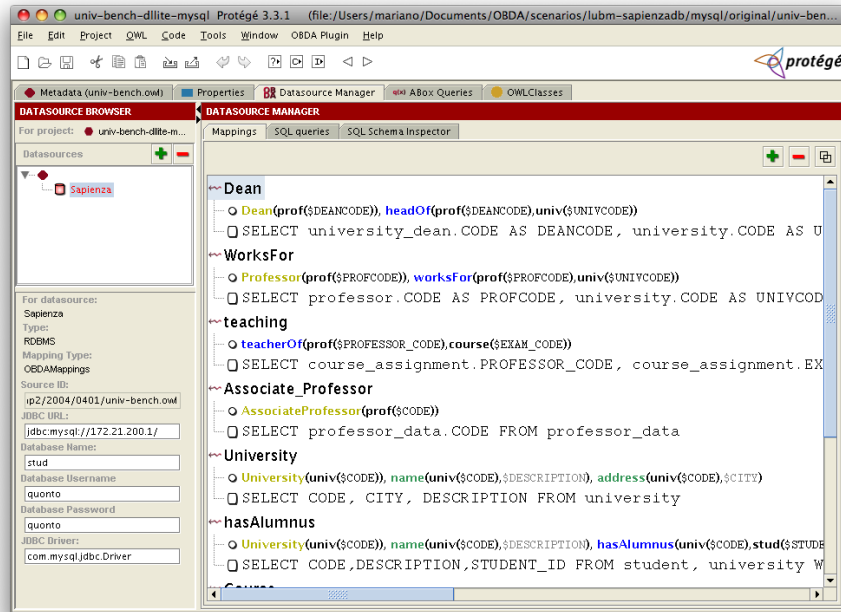 univ-bench-dllite-mysql Protégé 3.3.1 (file:/Users/mariano/Documents/OBDA/scenarios/lubm-sapienzadb/mysql/original/univ-ben...
File Edit Project OWL Code Tools Window OBDA Plugin Help
protégé
Metadata (univ-bench.owl) Properties Datasource Manager ABox Queries OWLClasses
DATASOURCE BROWSER
For project: univ-bench-dllite-m...
Datasources
Sapienza
For datasource:
Sapienza
Type:
RDBMS
Mapping Type:
OBDAMappings
Source ID:
ıp2/2004/0401/univ-bench.owl
JDBC URL:
jdbc:mysql://172.21.200.1/
Database Name:
stud
Database Username
quonto
Database Password
quonto
JDBC Driver:
com.mysql.jdbc.Driver
DATASOURCE MANAGER
Mappings SQL queries SQL Schema Inspector
Dean
Dean(prof($DEANCODE)), headOf(prof($DEANCODE),univ($UNIVCODE))
SELECT university_dean.CODE AS DEANCODE, university.CODE AS U
WorksFor
Professor(prof($PROFCODE)), worksFor(prof($PROFCODE),univ($UNIVCODE))
SELECT professor.CODE AS PROFCODE, university.CODE AS UNIVCOD
teaching
teacherOf(prof($PROFESSOR_CODE),course($EXAM_CODE))
SELECT course_assignment.PROFESSOR_CODE, course_assignment.EX
Associate_Professor
AssociateProfessor(prof($CODE))
SELECT professor_data.CODE FROM professor_data
University
University(univ($CODE)), name(univ($CODE),$DESCRIPTION), address(univ($CODE),$CITY)
SELECT CODE, CITY, DESCRIPTION FROM university
hasAlumnus
University(univ($CODE)), name(univ($CODE),$DESCRIPTION), hasAlumnus(univ($CODE),stud($STUDE
SELECT CODE,DESCRIPTION,STUDENT_ID FROM student, university W
Course